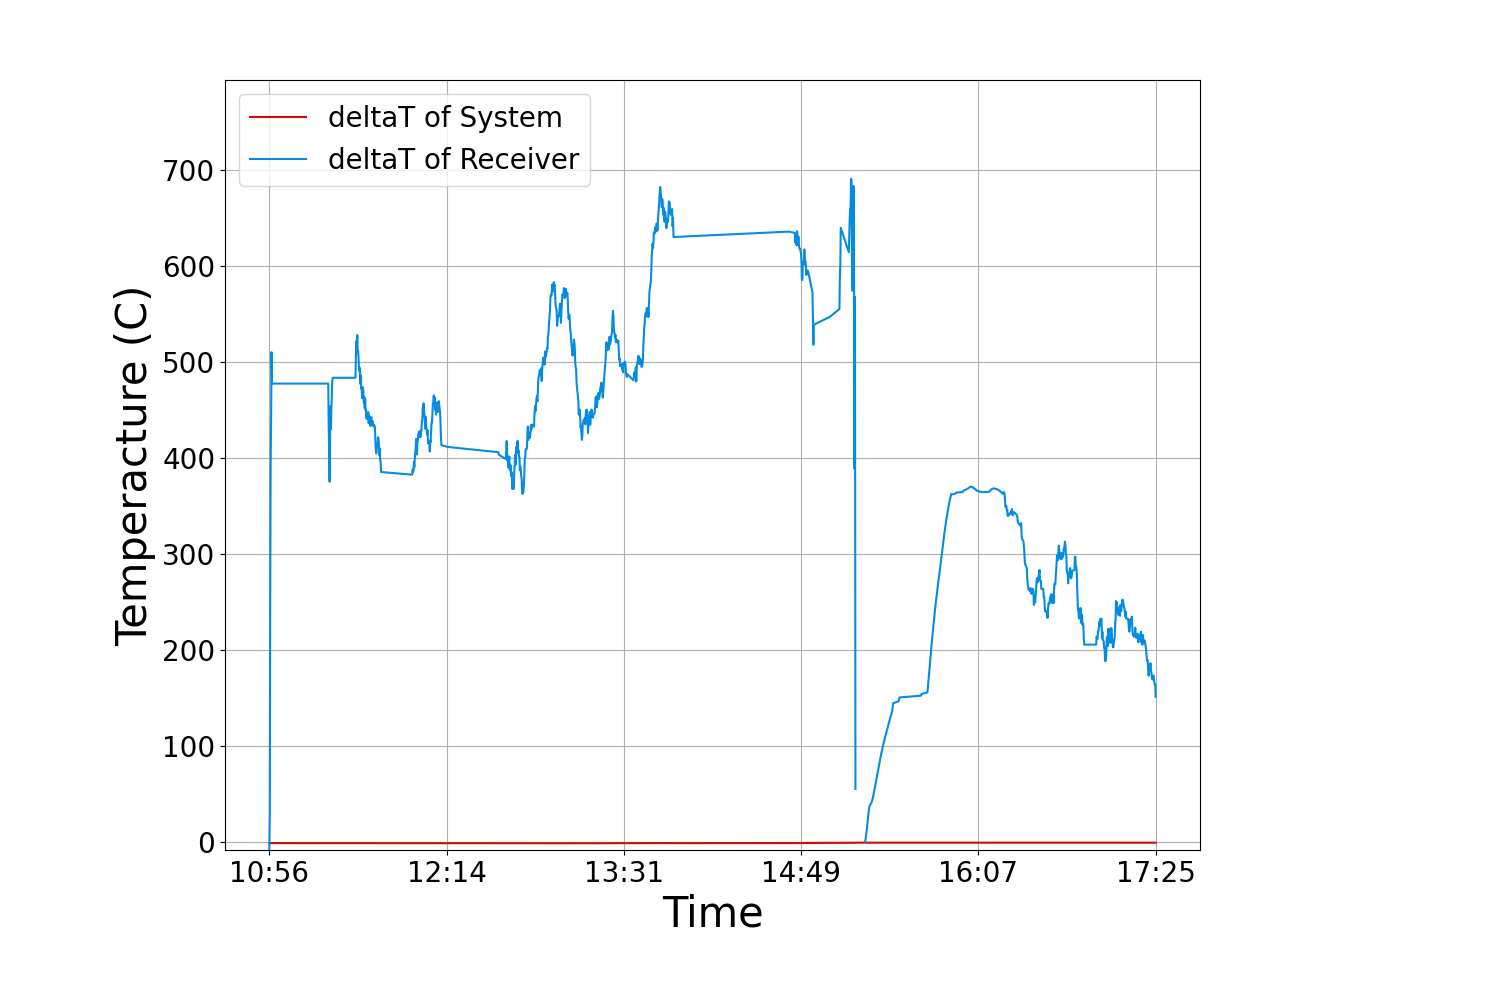 deltaT of System
deltaT of Receiver
700
600
500
400
300
200
100
0
10:56 12:14 13:31 14:49 16:07 17:25
Time
Temperacture (C)